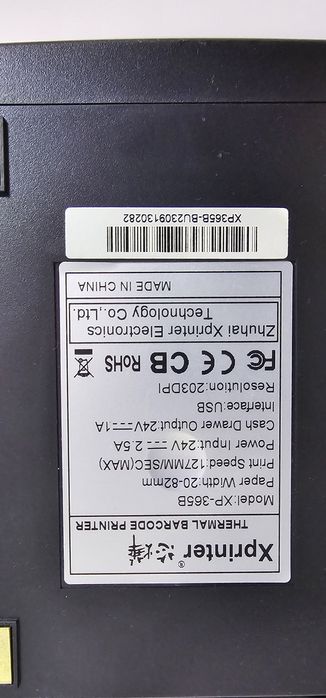 Xprinter® 芯烨
THERMAL BARCODE PRINTER
Model:XP-365B
Paper Width:20-82mm
Print Speed:127MM/SEC(MAX)
Power Input:24V⎓2.5A
Cash Drawer Output:24V⎓1A
Interface:USB
Resolution:203DPI
FC CE CB RoHS
Zhuhai Xprinter Electronics
Technology Co.,Ltd.
MADE IN CHINA
XP365B-BU2309130282